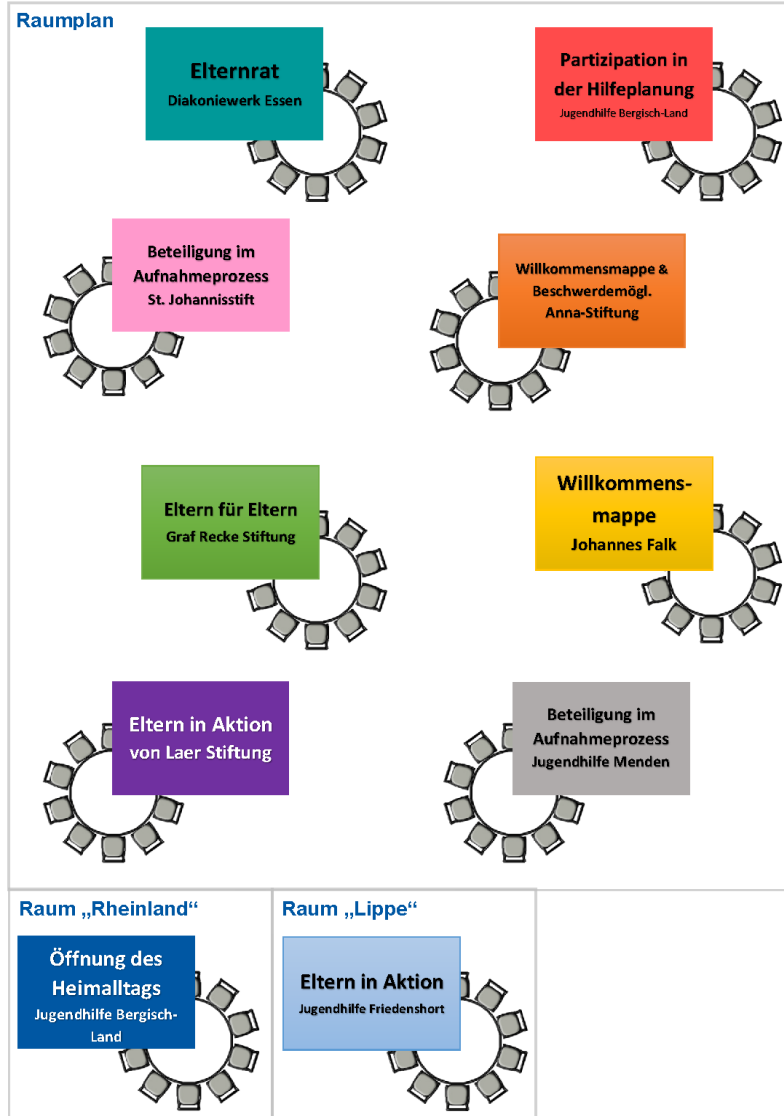 Raumplan
Elternrat
Diakoniewerk Essen
Partizipation in
der Hilfeplanung
Jugendhilfe Bergisch-Land
Beteiligung im
Aufnahmeprozess
St. Johannisstift
Willkommensmappe &
Beschwerdemögl.
Anna-Stiftung
Eltern für Eltern
Graf Recke Stiftung
Willkommens-
mappe
Johannes Falk
Eltern in Aktion
von Laer Stiftung
Beteiligung im
Aufnahmeprozess
Jugendhilfe Menden
Raum „Rheinland“
Öffnung des
Heimalltags
Jugendhilfe Bergisch-
Land
Raum „Lippe“
Eltern in Aktion
Jugendhilfe Friedenshort